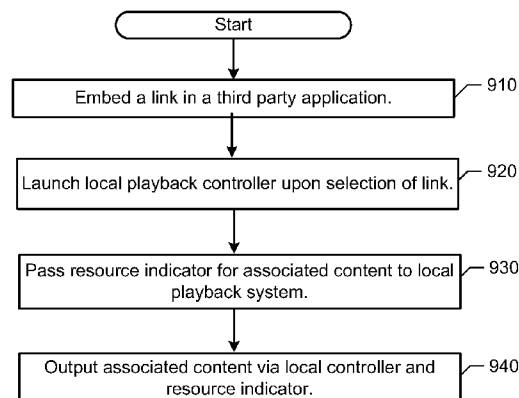 Start
910
Embed a link in a third party application.
920
Launch local playback controller upon selection of link.
930
Pass resource indicator for associated content to local
playback system.
940
Output associated content via local controller and
resource indicator.